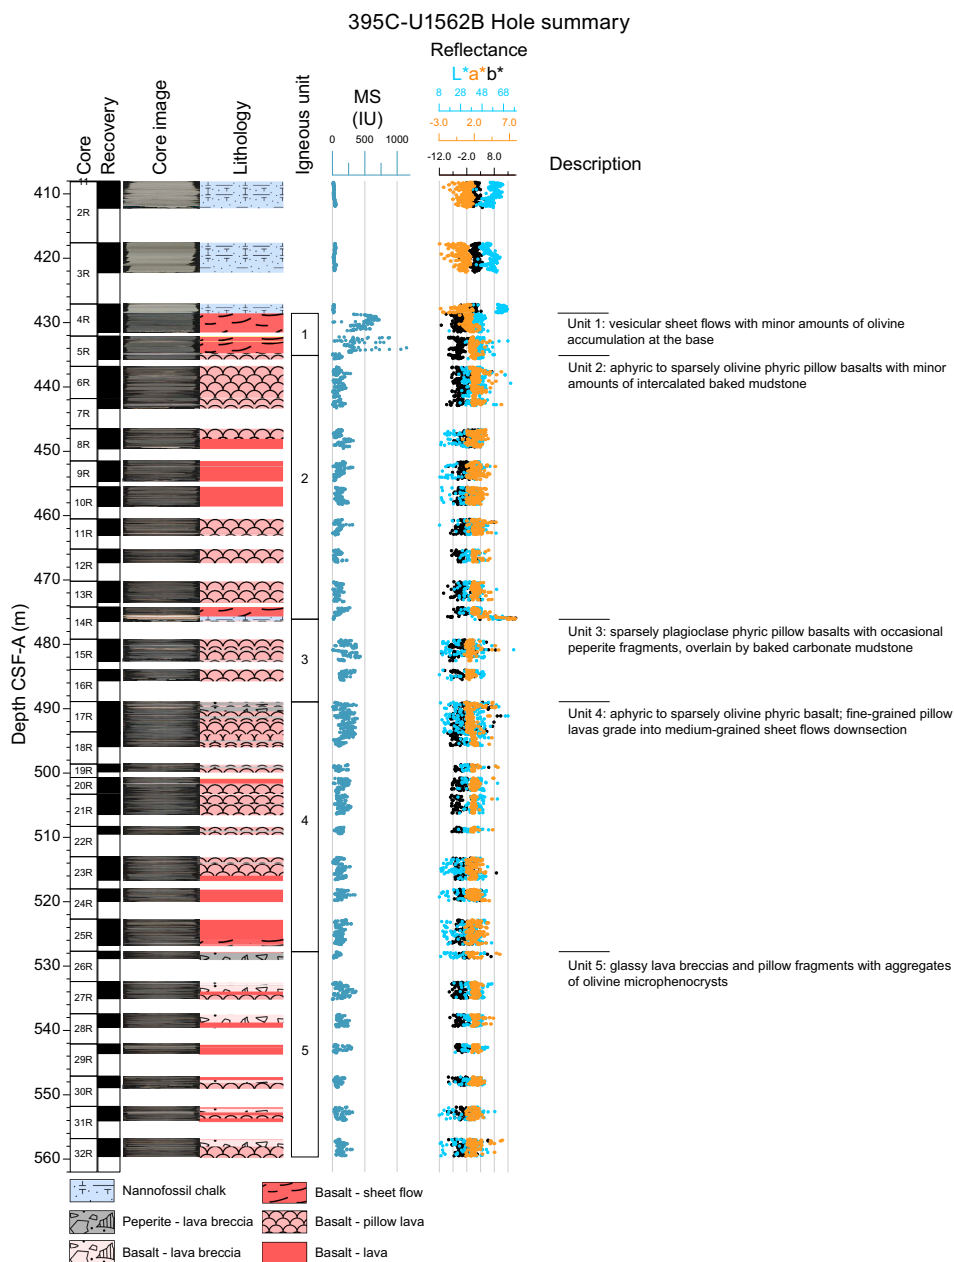 395C-U1562B Hole summary
Reflectance
L*a*b*
8 28 48 68
-3.0 2.0 7.0
-12.0 -2.0 8.0
MS
(IU)
0 500 1000
Core
Recovery
Core image
Lithology
Igneous unit
Description
Depth CSF-A (m)
410
420
430
440
450
460
470
480
490
500
510
520
530
540
550
560
2R
3R
4R
5R
6R
7R
8R
9R
10R
11R
12R
13R
14R
15R
16R
17R
18R
19R
20R
21R
22R
23R
24R
25R
26R
27R
28R
29R
30R
31R
32R
1
2
3
4
5
Unit 1: vesicular sheet flows with minor amounts of olivine
accumulation at the base
Unit 2: aphyric to sparsely olivine phyric pillow basalts with minor
amounts of intercalated baked mudstone
Unit 3: sparsely plagioclase phyric pillow basalts with occasional
peperite fragments, overlain by baked carbonate mudstone
Unit 4: aphyric to sparsely olivine phyric basalt; fine-grained pillow
lavas grade into medium-grained sheet flows downsection
Unit 5: glassy lava breccias and pillow fragments with aggregates
of olivine microphenocrysts
Nannofossil chalk
Basalt - sheet flow
Peperite - lava breccia
Basalt - pillow lava
Basalt - lava breccia
Basalt - lava